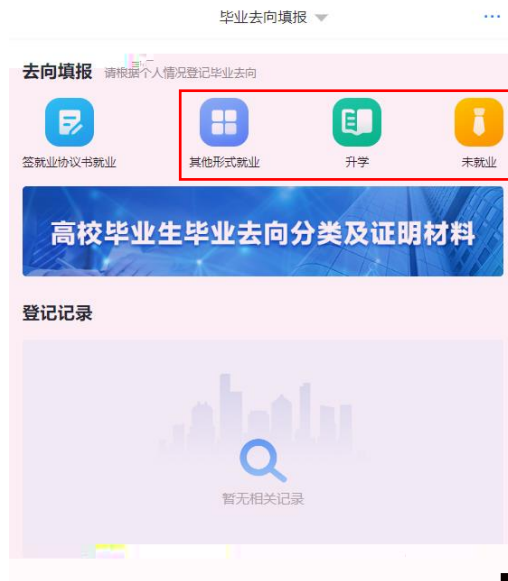 毕业去向填报
去向填报 请根据个人情况登记毕业去向
签就业协议书就业 其他形式就业 升学 未就业
高校毕业生毕业去向分类及证明材料
登记记录
暂无相关记录